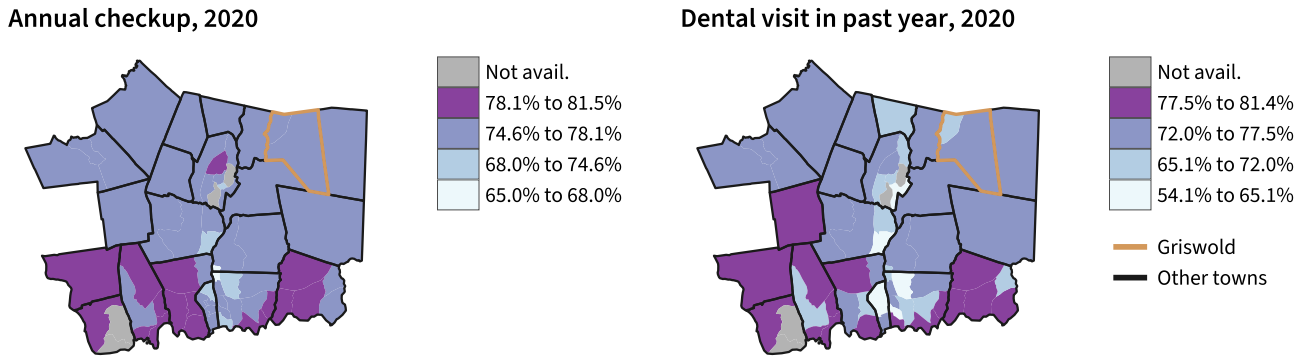 Annual checkup, 2020
Not avail.
78.1% to 81.5%
74.6% to 78.1%
68.0% to 74.6%
65.0% to 68.0%
Dental visit in past year, 2020
Not avail.
77.5% to 81.4%
72.0% to 77.5%
65.1% to 72.0%
54.1% to 65.1%
Griswold
Other towns